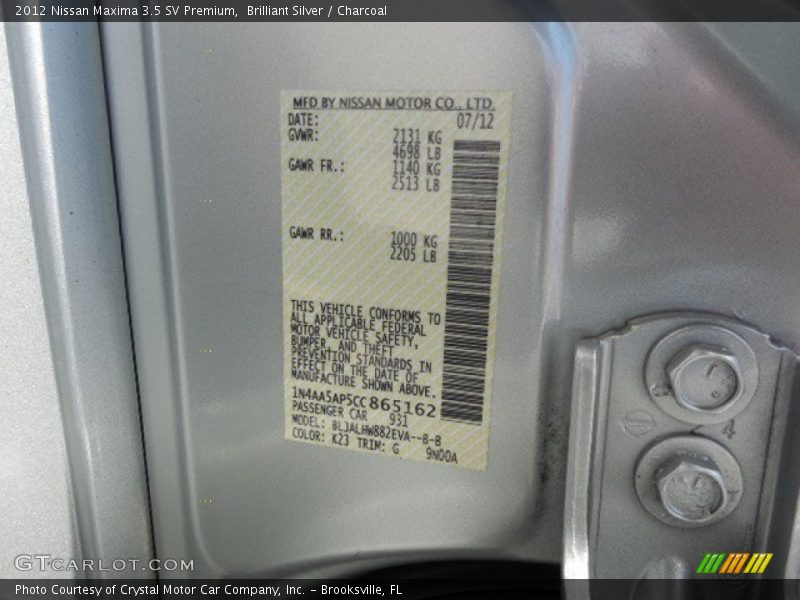 2012 Nissan Maxima 3.5 SV Premium,  Brilliant Silver / Charcoal
MFD BY NISSAN MOTOR CO., LTD.
DATE: 07/12
GVWR: 2131 KG
4698 LB
GAWR FR.: 1140 KG
2513 LB
GAWR RR.: 1000 KG
2205 LB
THIS VEHICLE CONFORMS TO
ALL APPLICABLE FEDERAL
MOTOR VEHICLE SAFETY,
BUMPER, AND THEFT
PREVENTION STANDARDS IN
EFFECT ON THE DATE OF
MANUFACTURE SHOWN ABOVE.
1N4AA5AP5CC865162
PASSENGER CAR 931
MODEL: BLJALHW882EVA--B-B
COLOR: K23 TRIM: G 9N00A
4
GTCARLOT.COM
Photo Courtesy of Crystal Motor Car Company, Inc. – Brooksville, FL